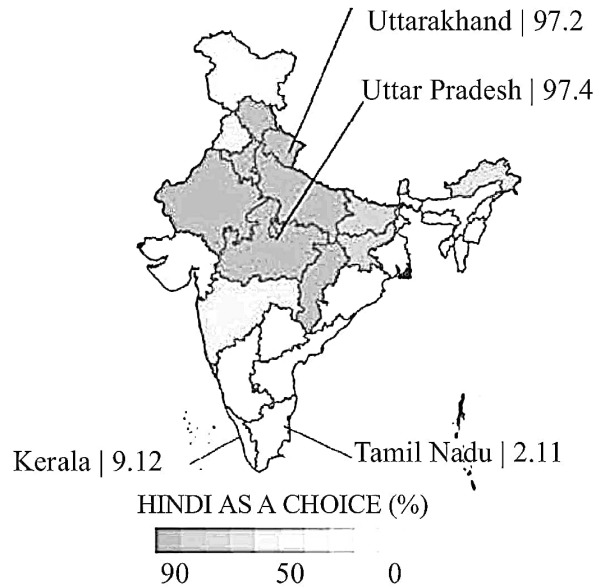 Uttarakhand | 97.2
Uttar Pradesh | 97.4
Kerala | 9.12
Tamil Nadu | 2.11
HINDI AS A CHOICE (%)
90 50 0